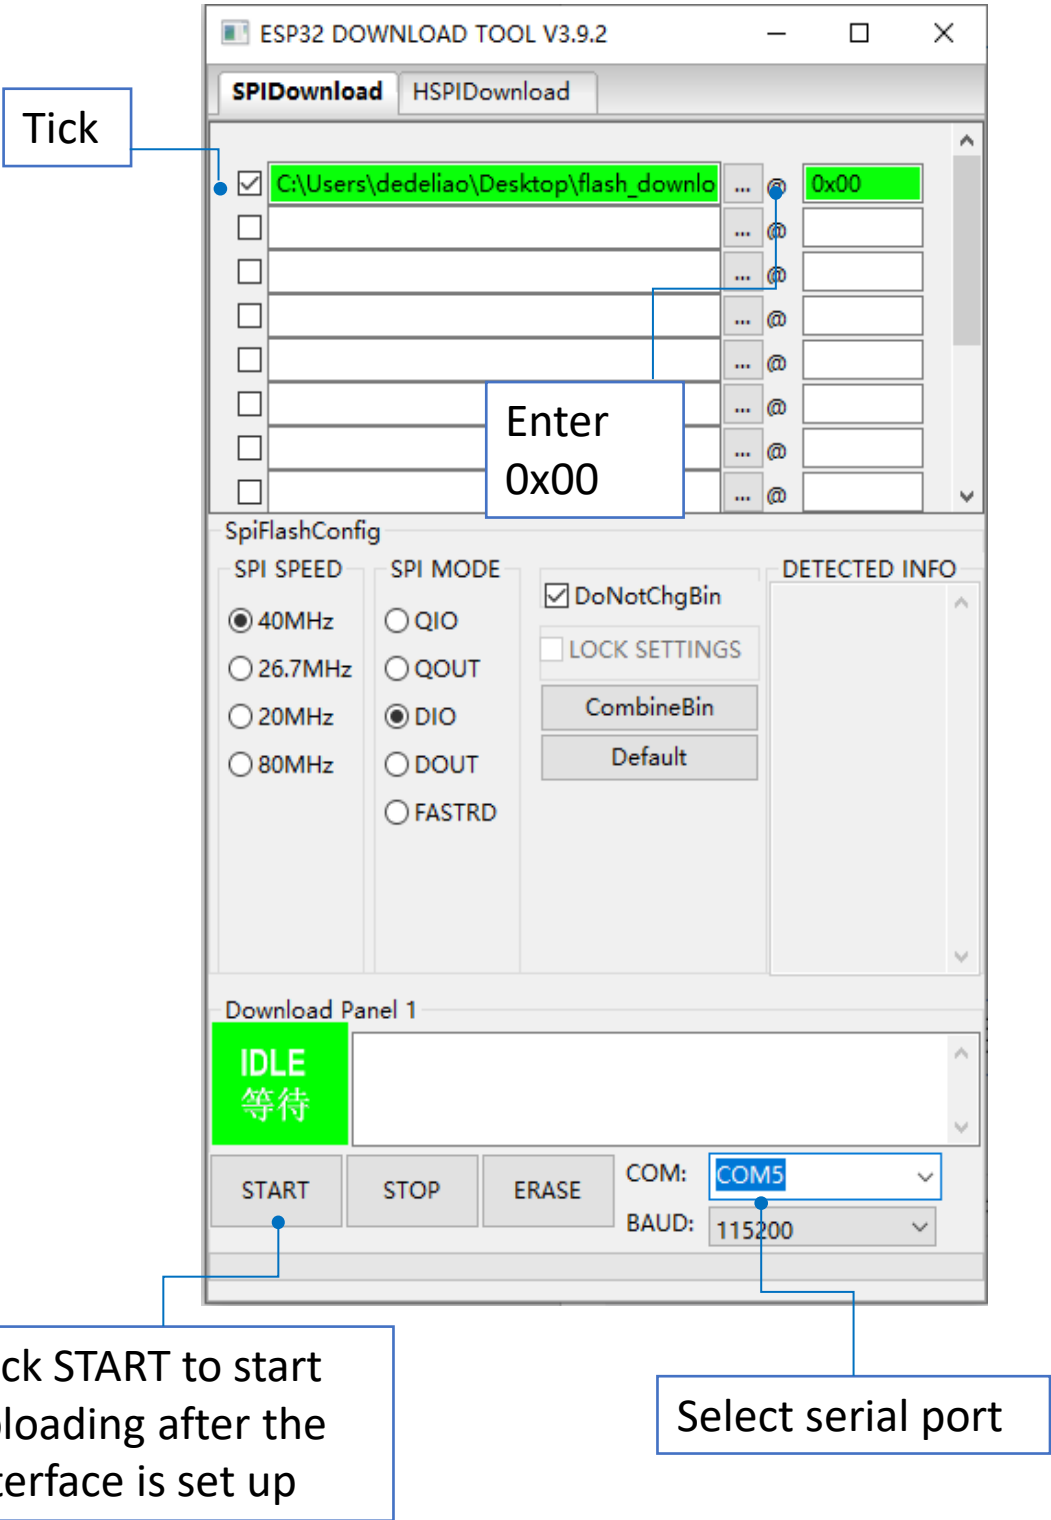 ESP32 DOWNLOAD TOOL V3.9.2
SPIDownload HSPIDownload
Tick
C:\Users\dedeliao\Desktop\flash_downlo ... @ 0x00
... @
... @
... @
... @
... @
... @
... @
Enter
0x00
SpiFlashConfig
SPI SPEED
40MHz
26.7MHz
20MHz
80MHz
SPI MODE
QIO
QOUT
DIO
DOUT
FASTRD
DoNotChgBin
LOCK SETTINGS
CombineBin
Default
DETECTED INFO
Download Panel 1
IDLE
等待
START STOP ERASE
COM: COM5
BAUD: 115200
ck START to start
loading after the
terface is set up
Select serial port